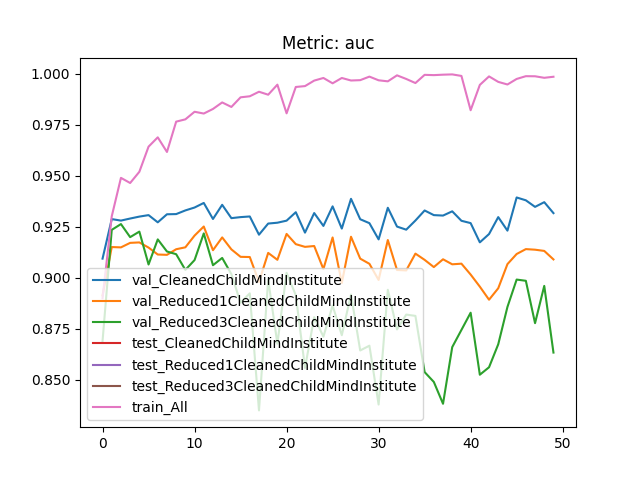 Metric: auc
1.000
0.975
0.950
0.925
0.900
0.875
0.850
val_CleanedChildMindInstitute
val_Reduced1CleanedChildMindInstitute
val_Reduced3CleanedChildMindInstitute
test_CleanedChildMindInstitute
test_Reduced1CleanedChildMindInstitute
test_Reduced3CleanedChildMindInstitute
train_All
0 10 20 30 40 50